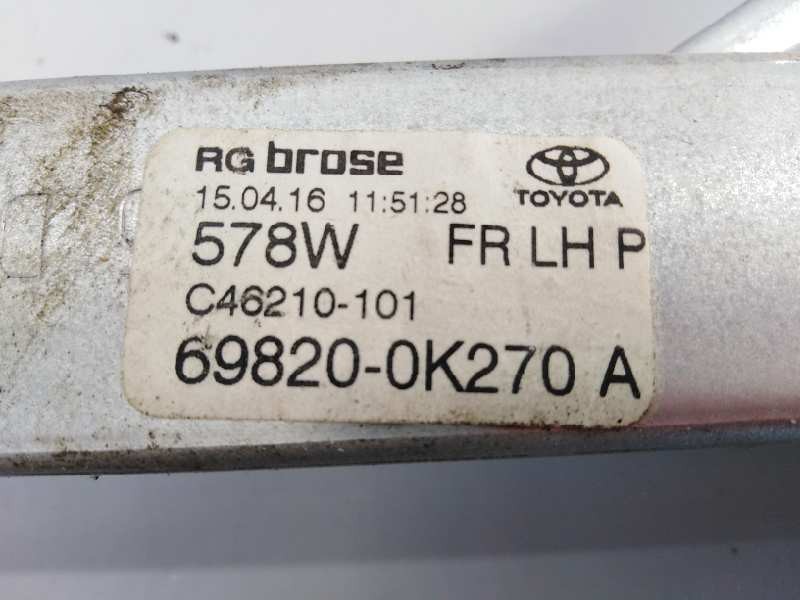 RG brose
15.04.16 11:51:28
TOYOTA
578W FR LH P
C46210-101
69820-0K270 A